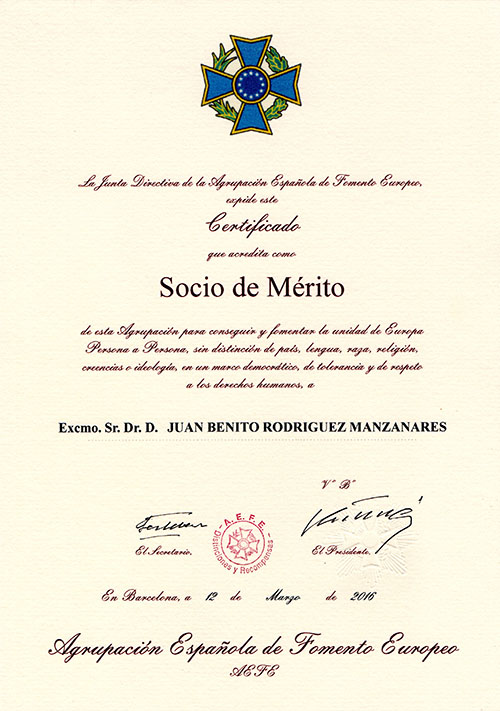 La Junta Directiva de la Agrupación Española de Fomento Europeo,
expide este
Certificado
que acredita como
Socio de Mérito
de esta Agrupación para conseguir y fomentar la unidad de Europa
Persona a Persona, sin distinción de país, lengua, raza, religión,
creencias o ideología, en un marco democrático, de tolerancia y de respeto
a los derechos humanos, a
Excmo. Sr. Dr. D. JUAN BENITO RODRIGUEZ MANZANARES
Vº Bº
A.E.F.E.
Distinciones y Recompensas
El Secretario. El Presidente.
En Barcelona, a 12 de Marzo de 2016
Agrupación Española de Fomento Europeo
AEFE